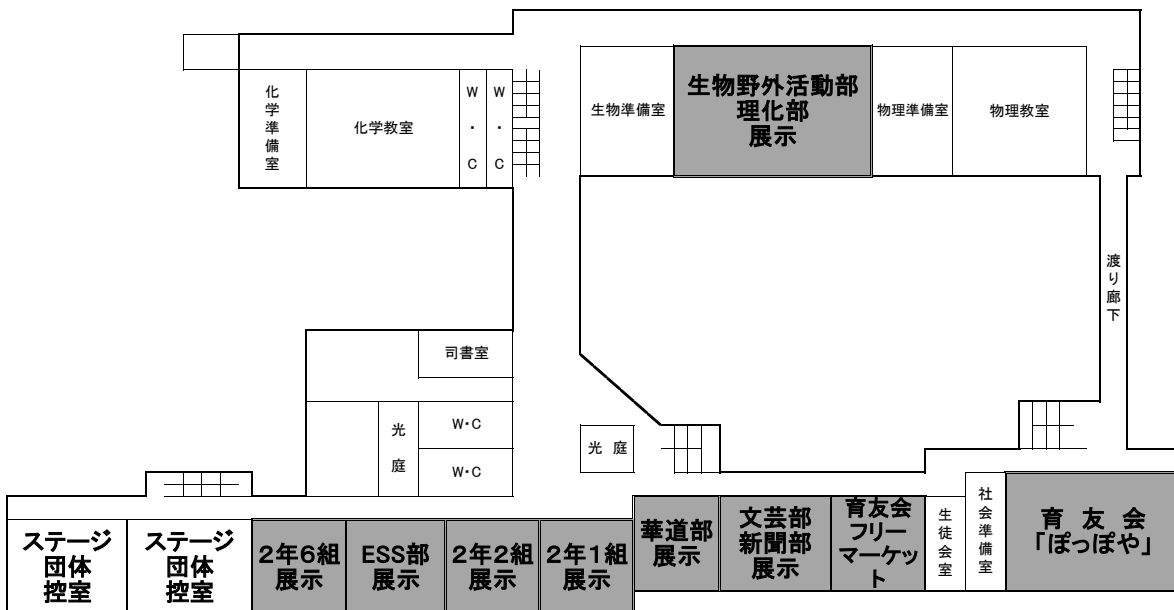 化学準備室
化学教室
W・C
W・C
生物準備室
生物野外活動部
理化部
展示
物理準備室
物理教室
渡り廊下
司書室
光庭
W・C
W・C
光庭
ステージ
団体
控室
ステージ
団体
控室
2年6組
展示
ESS部
展示
2年2組
展示
2年1組
展示
華道部
展示
文芸部
新聞部
展示
育友会
フリー
マーケッ
ト
生徒会室
社会準備室
育友会
「ぽっぽや」